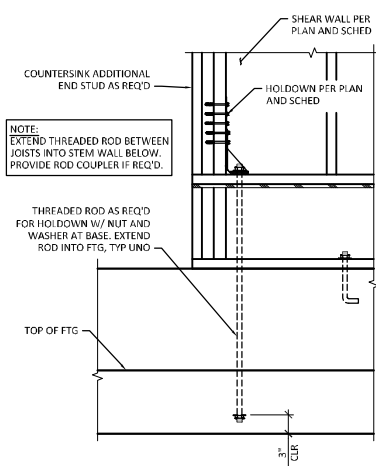 SHEAR WALL PER
PLAN AND SCHED
COUNTERSINK ADDITIONAL
END STUD AS REQ'D
HOLDOWN PER PLAN
AND SCHED
NOTE:
EXTEND THREADED ROD BETWEEN
JOISTS INTO STEM WALL BELOW.
PROVIDE ROD COUPLER IF REQ'D.
THREADED ROD AS REQ'D
FOR HOLDOWN W/ NUT AND
WASHER AT BASE. EXTEND
ROD INTO FTG, TYP UNO
TOP OF FTG
3"
CLR